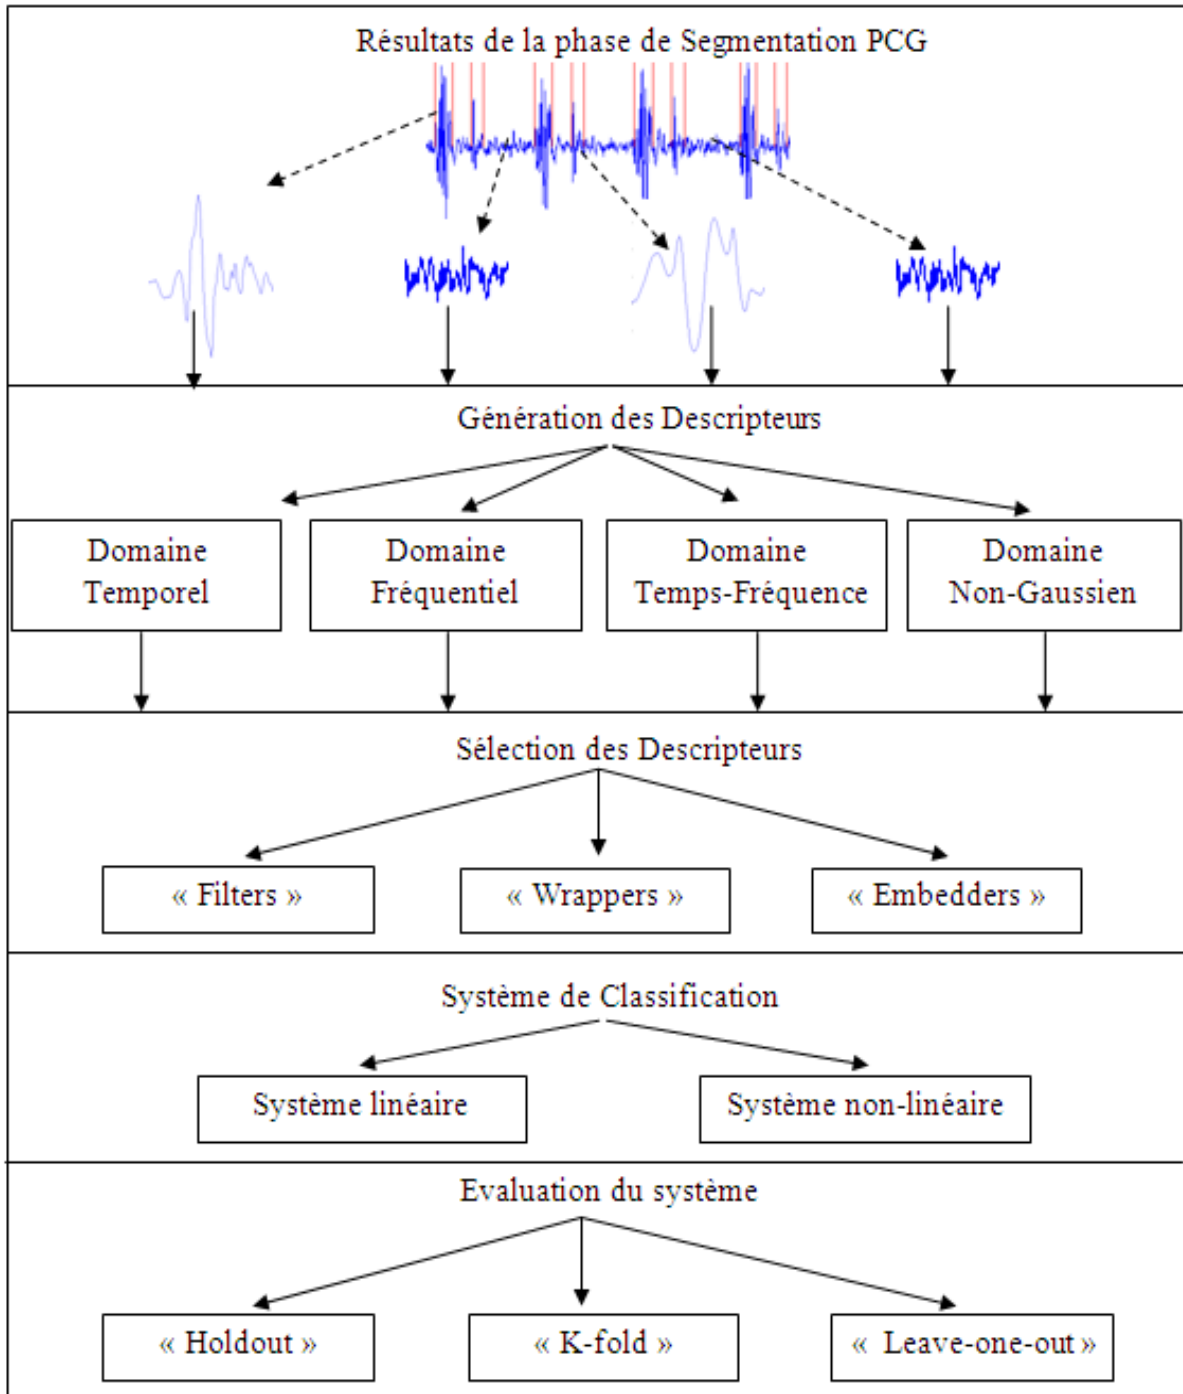 Résultats de la phase de Segmentation PCG
Génération des Descripteurs
Domaine
Temporel
Domaine
Fréquentiel
Domaine
Temps-Fréquence
Domaine
Non-Gaussien
Sélection des Descripteurs
« Filters »
« Wrappers »
« Embedders »
Système de Classification
Système linéaire
Système non-linéaire
Evaluation du système
« Holdout »
« K-fold »
« Leave-one-out »